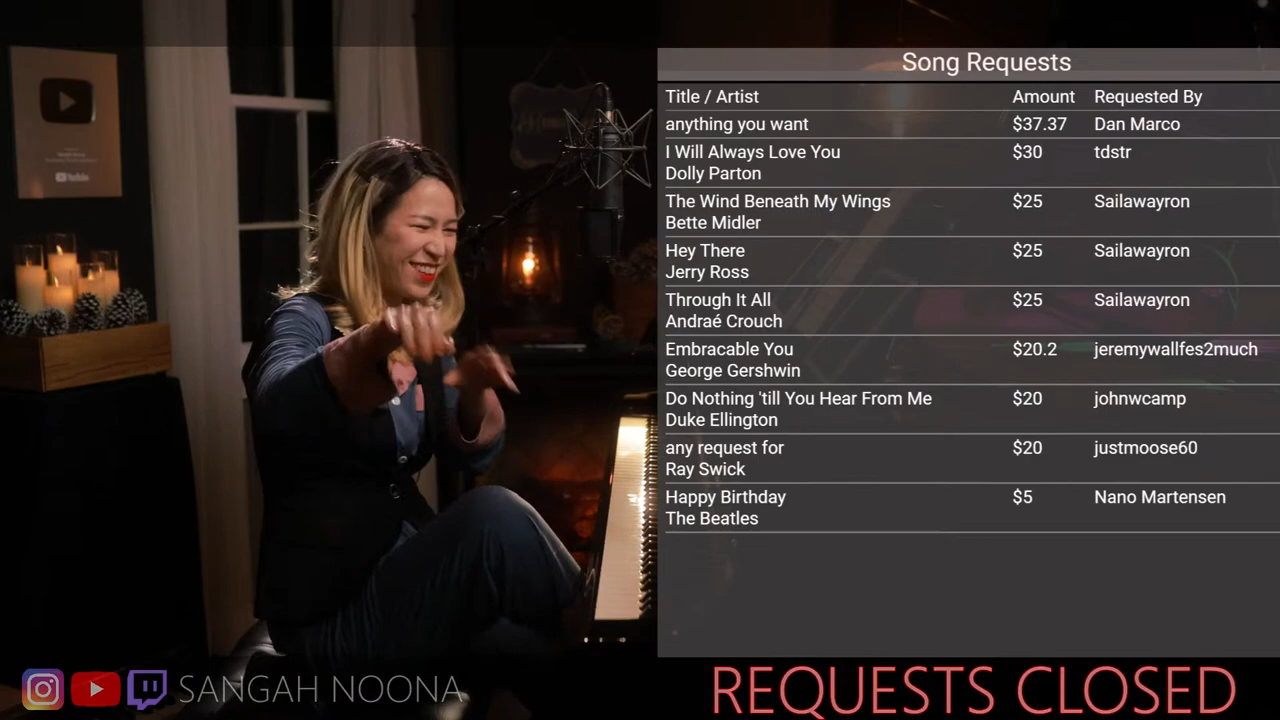 Song Requests
Title / Artist Amount Requested By
anything you want $37.37 Dan Marco
I Will Always Love You $30 tdstr
Dolly Parton
The Wind Beneath My Wings $25 Sailawayron
Bette Midler
Hey There $25 Sailawayron
Jerry Ross
Through It All $25 Sailawayron
Andraé Crouch
Embracable You $20.2 jeremywallfes2much
George Gershwin
Do Nothing 'till You Hear From Me $20 johnwcamp
Duke Ellington
any request for $20 justmoose60
Ray Swick
Happy Birthday $5 Nano Martensen
The Beatles
YouTube
SANGAH NOONA
REQUESTS CLOSED